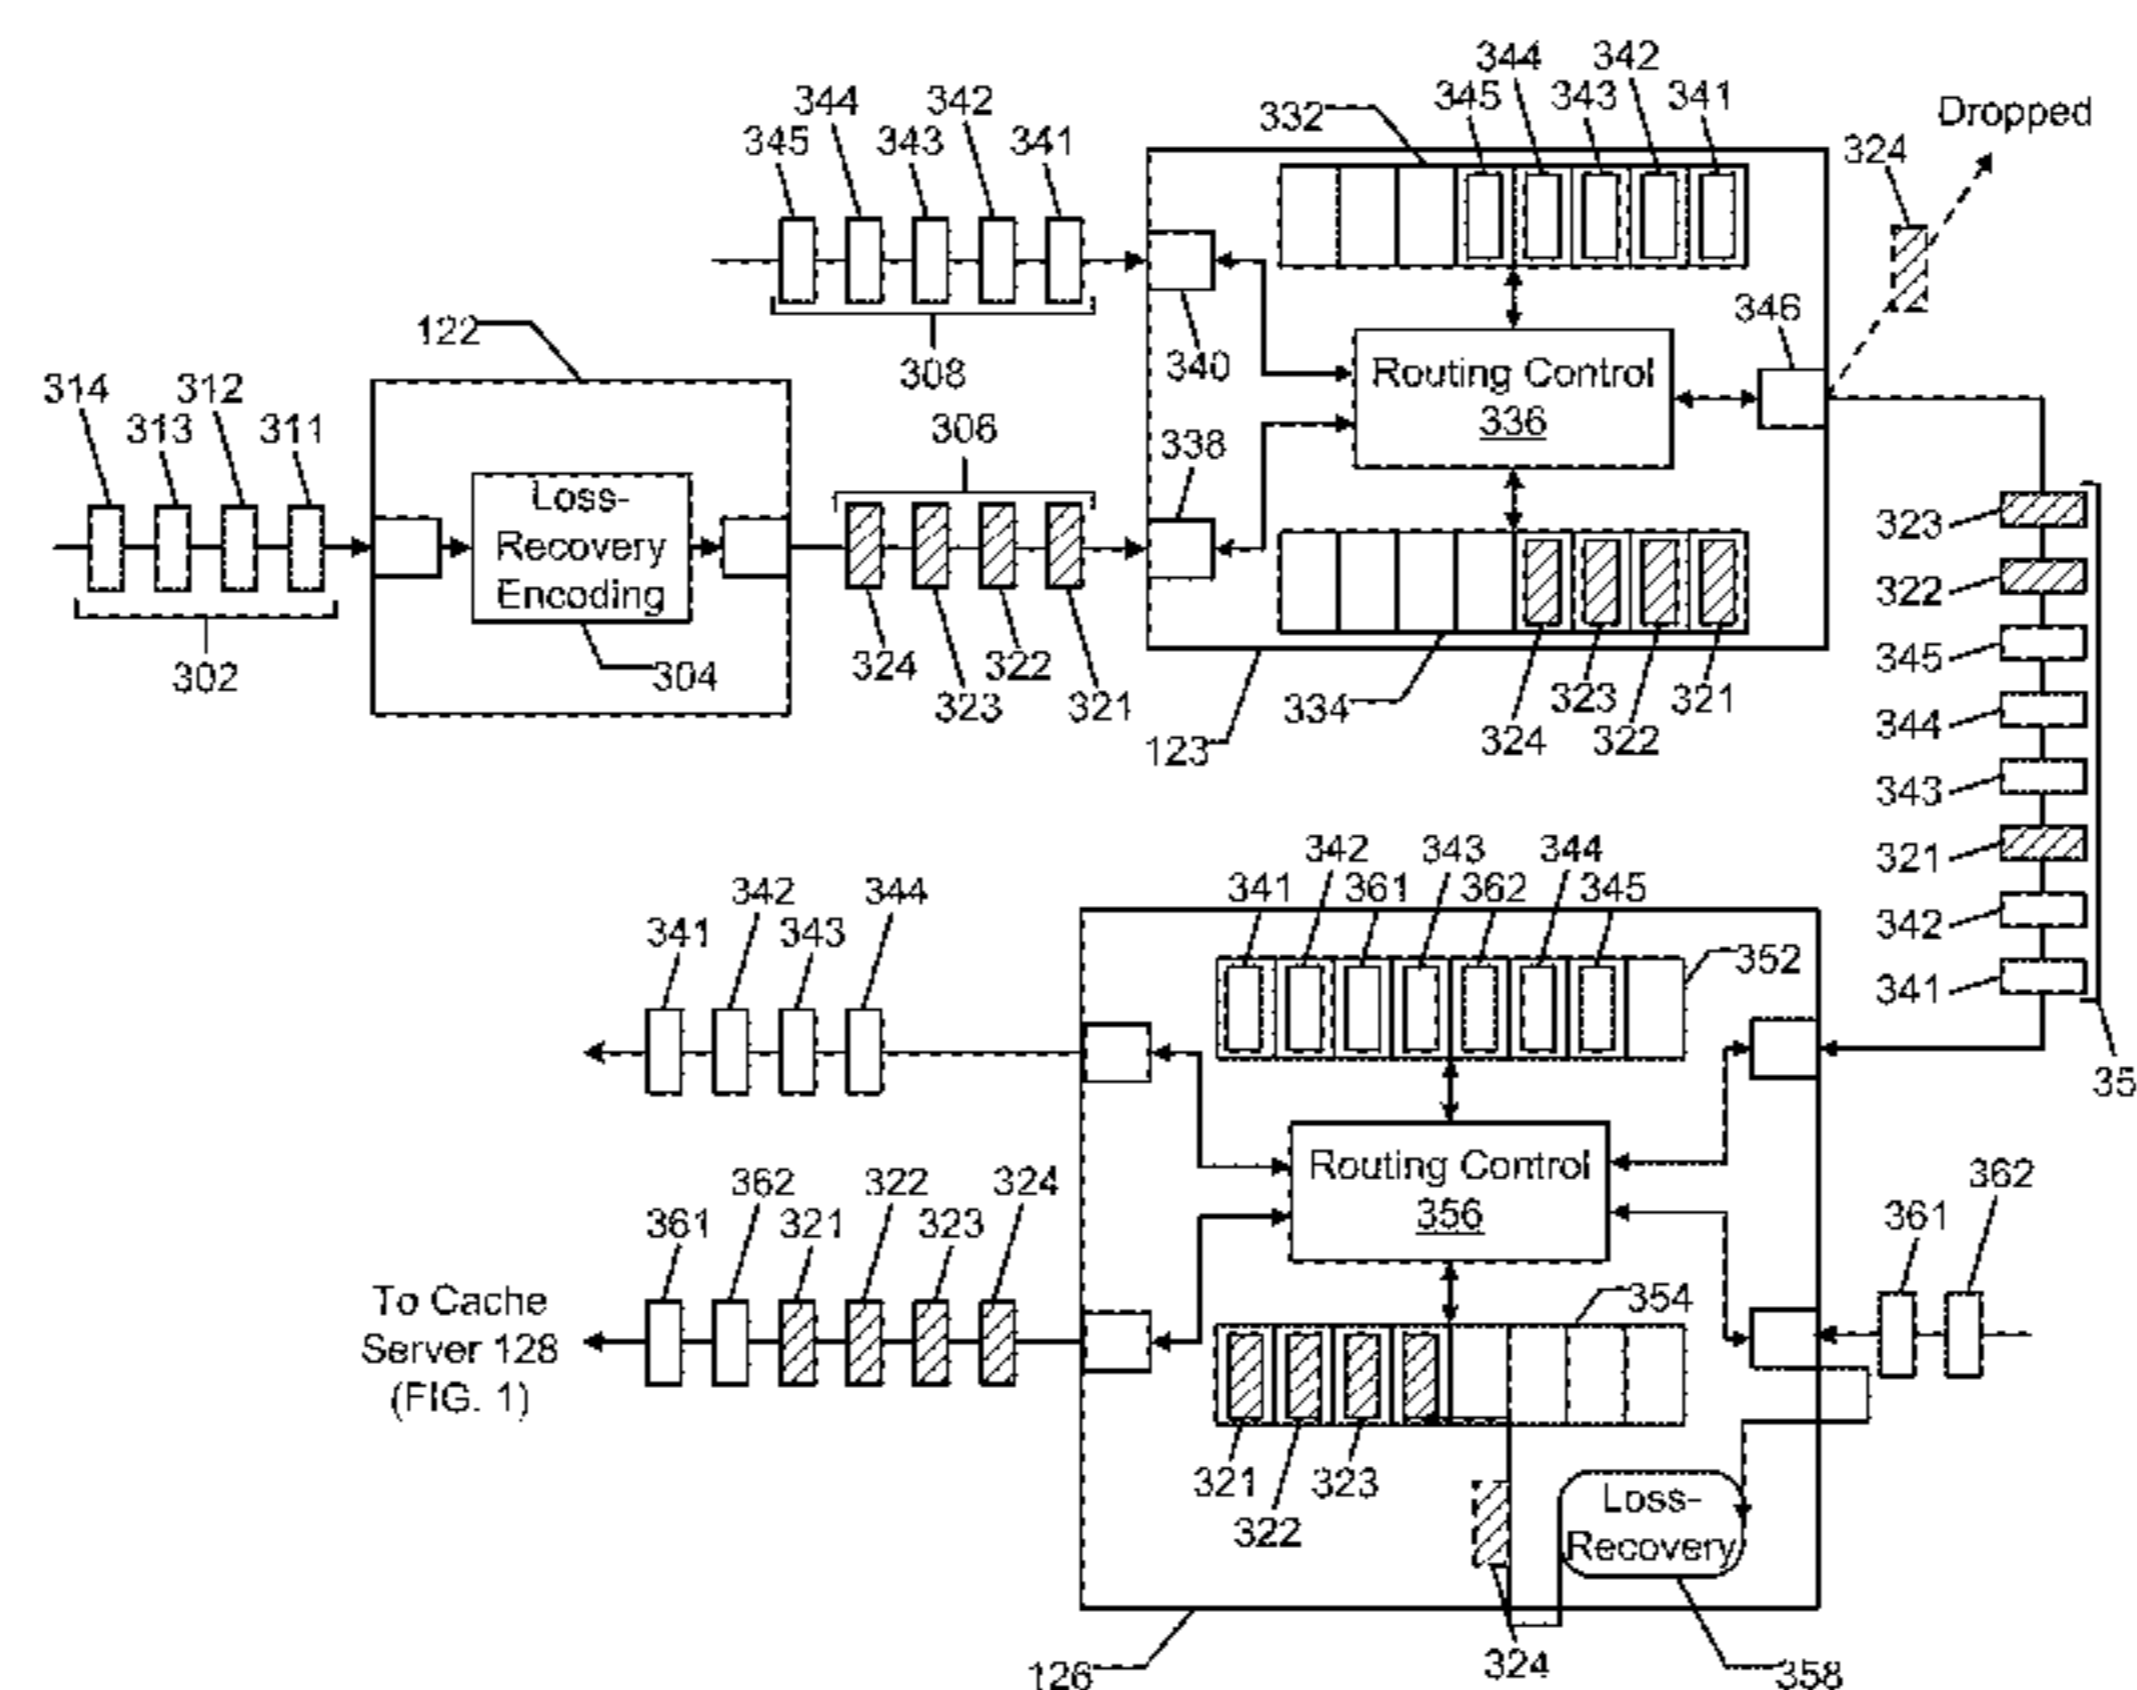 344 342
345 343 341
332
344 342
345 343 341
Dropped
324
346
122
308
340
Routing Control
336
314 312
313 311
306
338
Loss-
Recovery
Encoding
302
304
324 322
323 321
334
323 321
324 322
123
323
322
345
344
343
321
342
341
35
342 344
341 343
342 343 344
341 361 362 345
352
Routing Control
356
362 322 324
361 321 323
362
361
To Cache
Server 128
(FIG. 1)
354
321 323
322
Loss-
Recovery
324
126
358